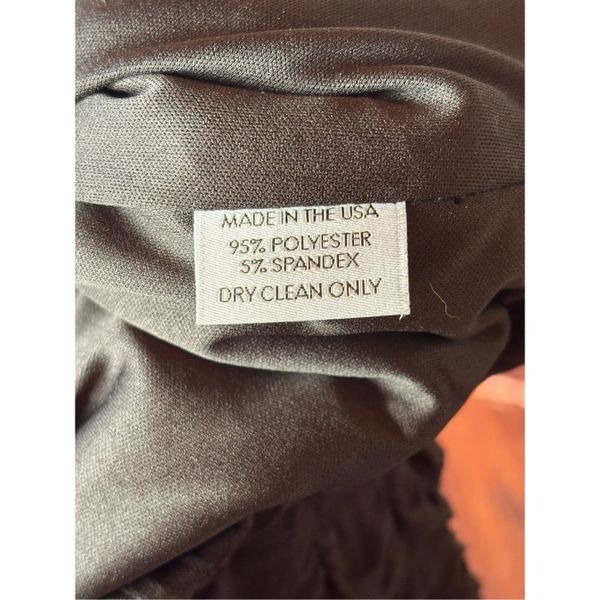 MADE IN THE USA
95% POLYESTER
5% SPANDEX
DRY CLEAN ONLY